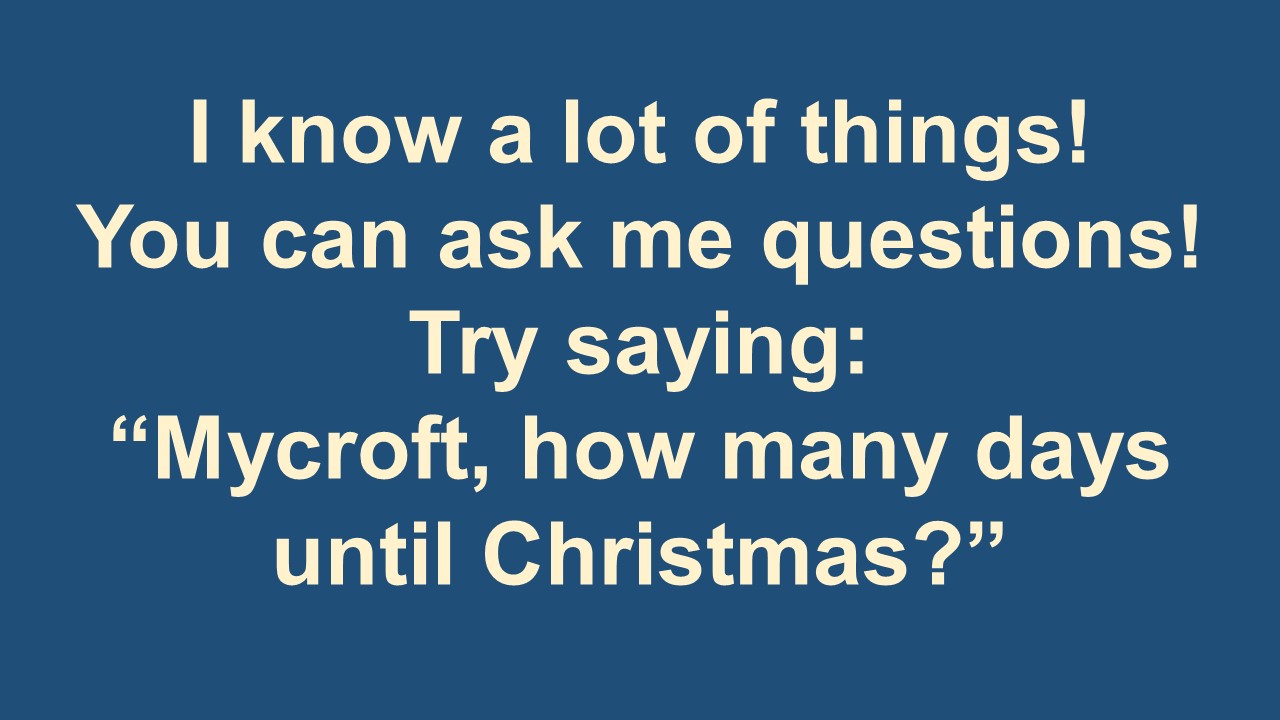 I know a lot of things!
You can ask me questions!
Try saying:
“Mycroft, how many days
until Christmas?”